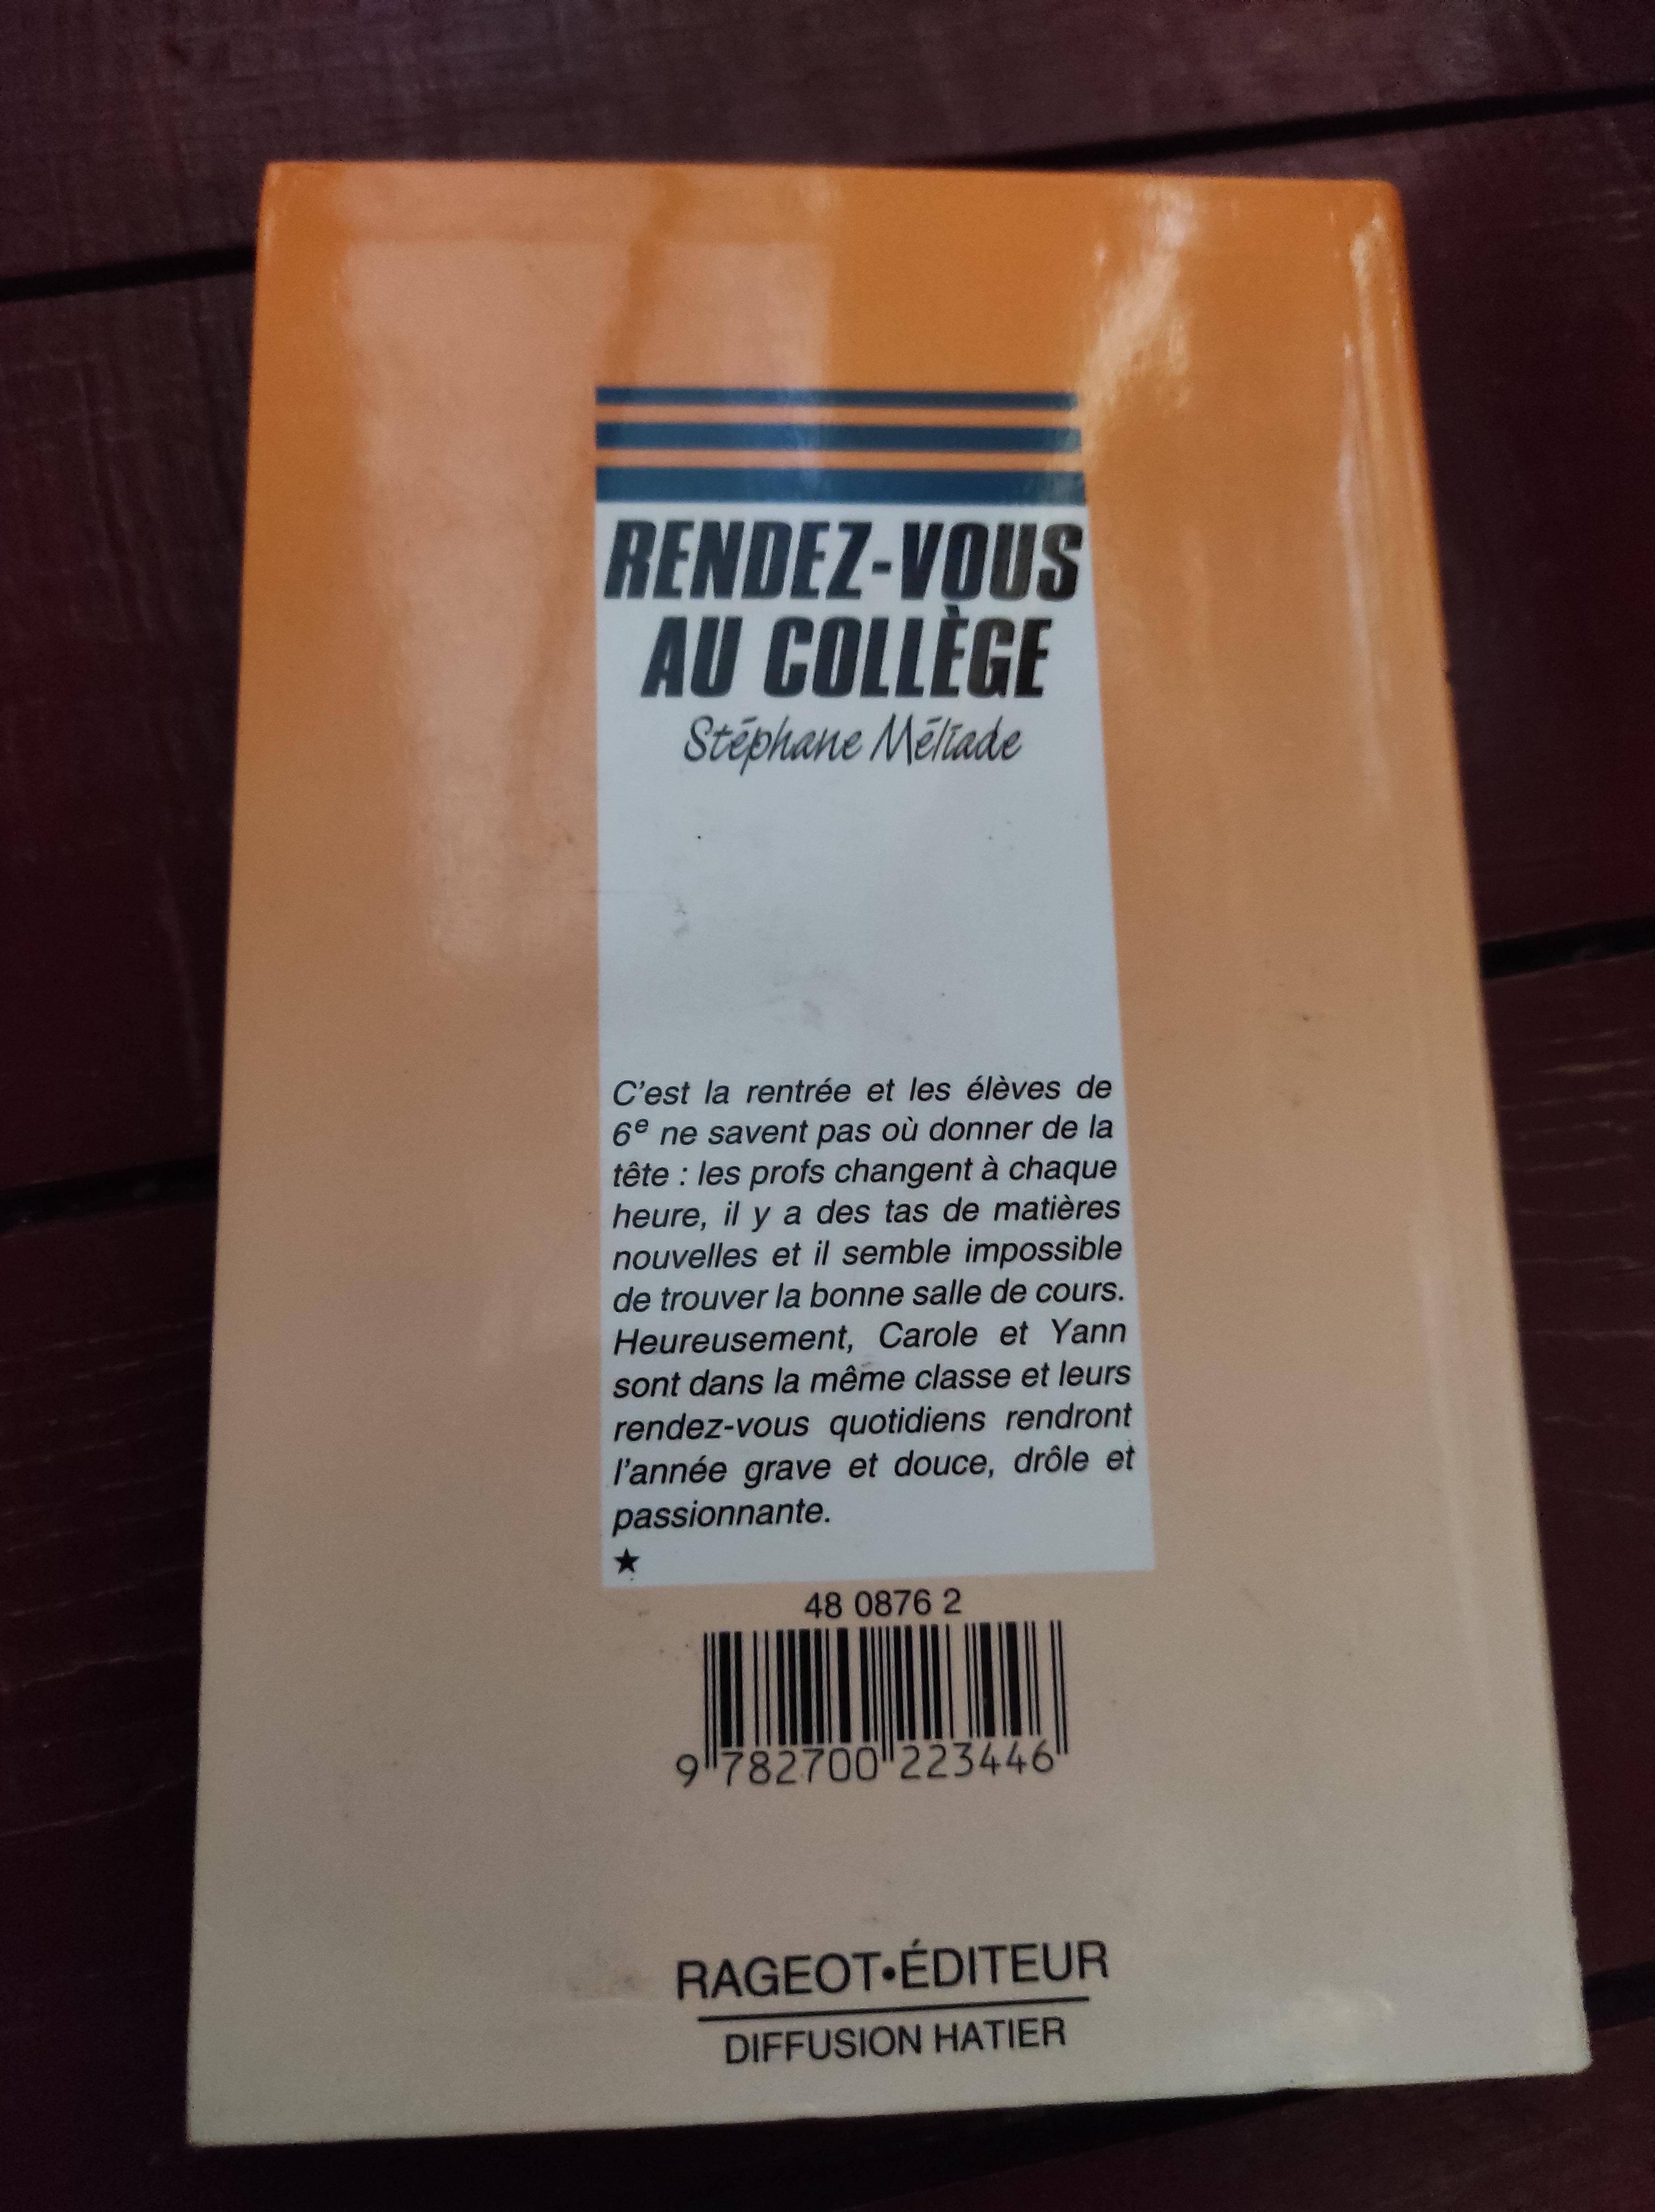 RENDEZ-VOUS
AU COLLÈGE
Stéphane Méliade
C'est la rentrée et les élèves de
6e ne savent pas où donner de la
tête : les profs changent à chaque
heure, il y a des tas de matières
nouvelles et il semble impossible
de trouver la bonne salle de cours.
Heureusement, Carole et Yann
sont dans la même classe et leurs
rendez-vous quotidiens rendront
l'année grave et douce, drôle et
passionnante.
★
48 0876 2
9 782700 223446
RAGEOT•ÉDITEUR
DIFFUSION HATIER